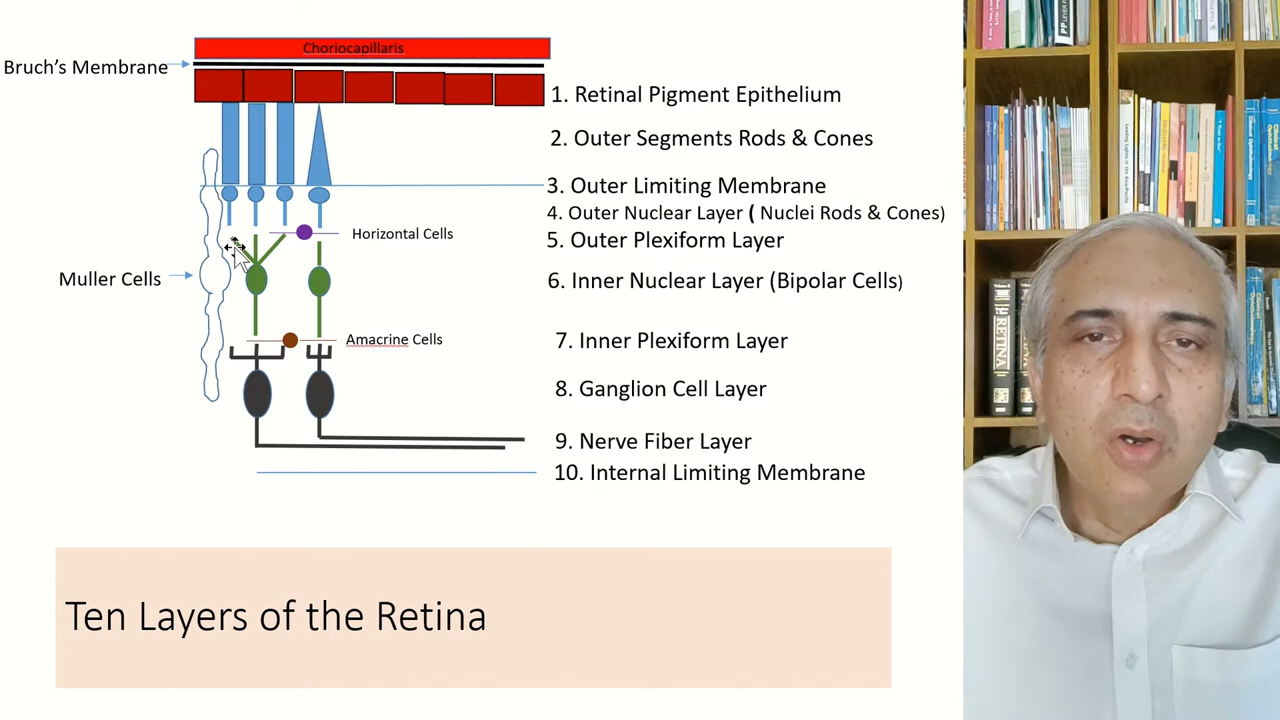 Choriocapillaris
Bruch's Membrane
1. Retinal Pigment Epithelium
2. Outer Segments Rods & Cones
3. Outer Limiting Membrane
4. Outer Nuclear Layer ( Nuclei Rods & Cones)
Horizontal Cells
5. Outer Plexiform Layer
Muller Cells
6. Inner Nuclear Layer (Bipolar Cells)
Amacrine Cells
7. Inner Plexiform Layer
8. Ganglion Cell Layer
9. Nerve Fiber Layer
10. Internal Limiting Membrane
Ten Layers of the Retina
RETINA
RETINA